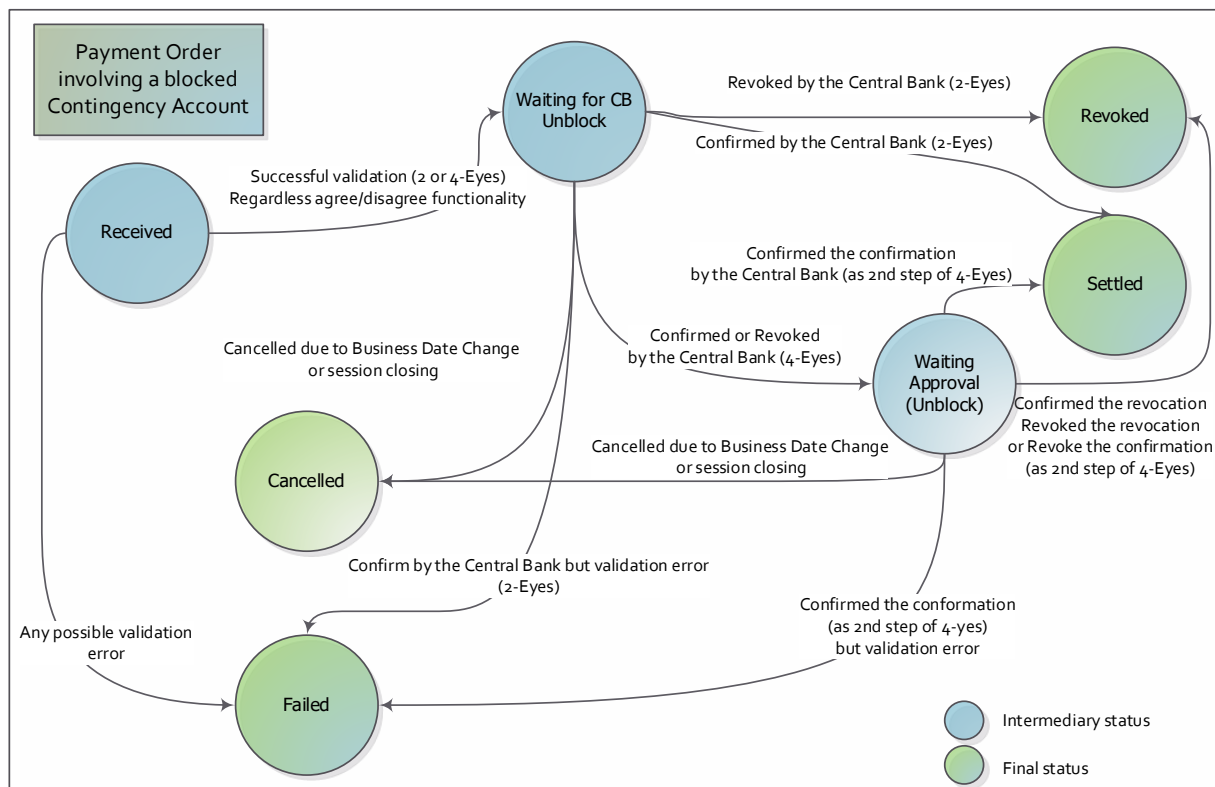 Payment Order
involving a blocked
Contingency Account
Waiting for CB
Unblock
Revoked by the Central Bank (2-Eyes)
Revoked
Confirmed by the Central Bank (2-Eyes)
Successful validation (2 or 4-Eyes)
Regardless agree/disagree functionality
Received
Confirmed the confirmation
by the Central Bank (as 2nd step of 4-Eyes)
Settled
Cancelled due to Business Date Change
or session closing
Confirmed or Revoked
by the Central Bank (4-Eyes)
Waiting
Approval
(Unblock)
Confirmed the revocation
Revoked the revocation
or Revoke the confirmation
(as 2nd step of 4-Eyes)
Cancelled due to Business Date Change
or session closing
Cancelled
Confirm by the Central Bank but validation error
(2-Eyes)
Confirmed the conformation
(as 2nd step of 4-yes)
but validation error
Any possible validation
error
Failed
Intermediary status
Final status